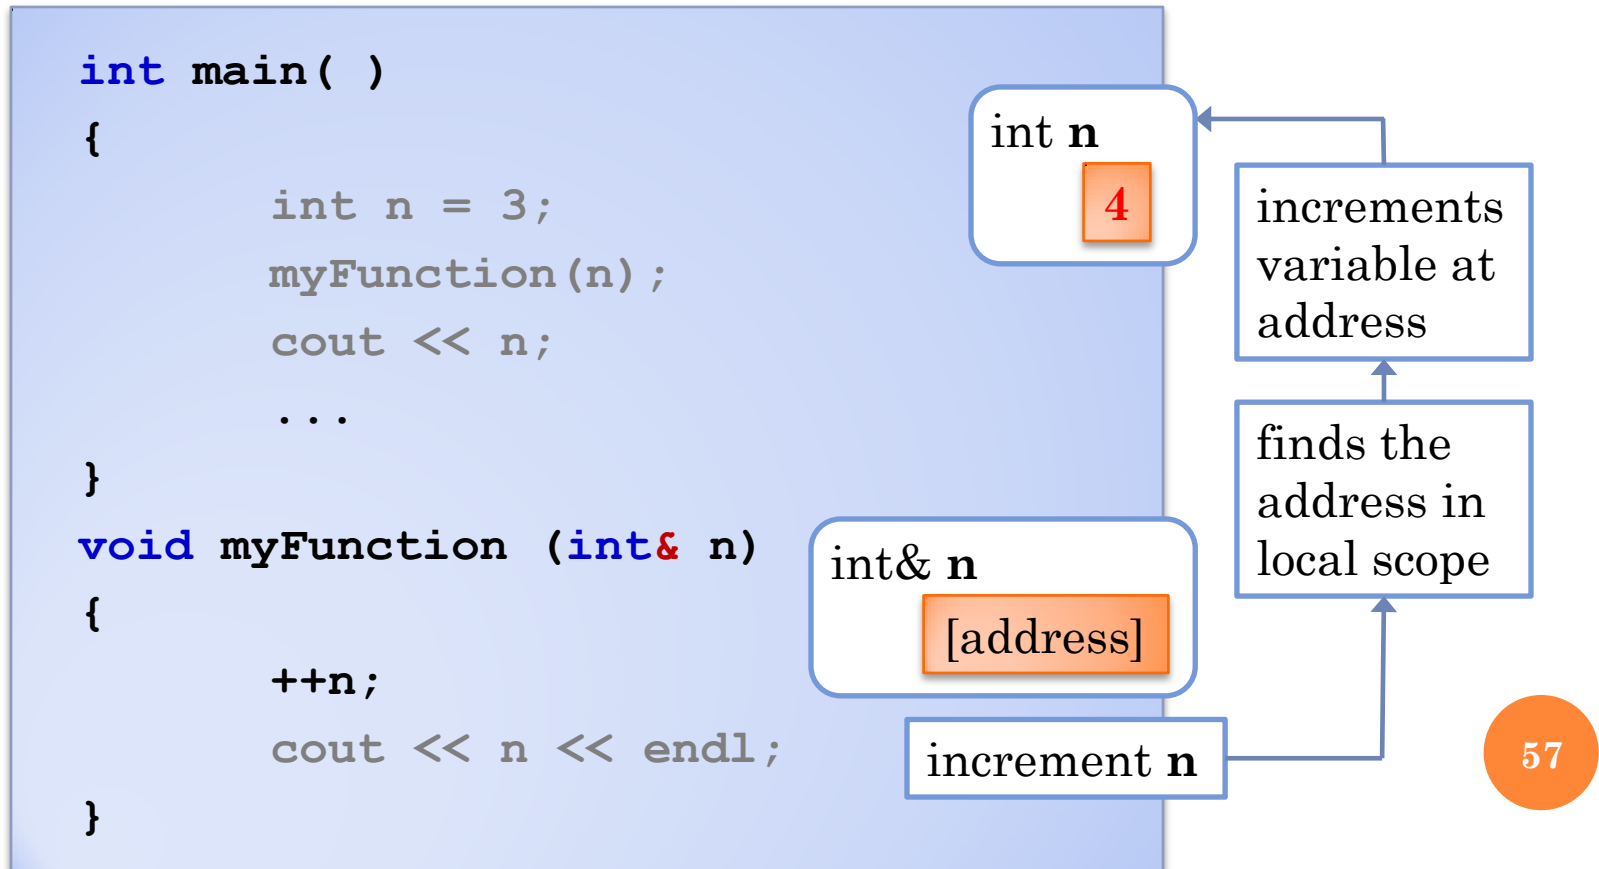 int main( )
{
int n = 3;
myFunction(n);
cout << n;
...
}
void myFunction (int& n)
{
++n;
cout << n << endl;
}
int n
4
increments
variable at
address
finds the
address in
local scope
int& n
[address]
increment n
57